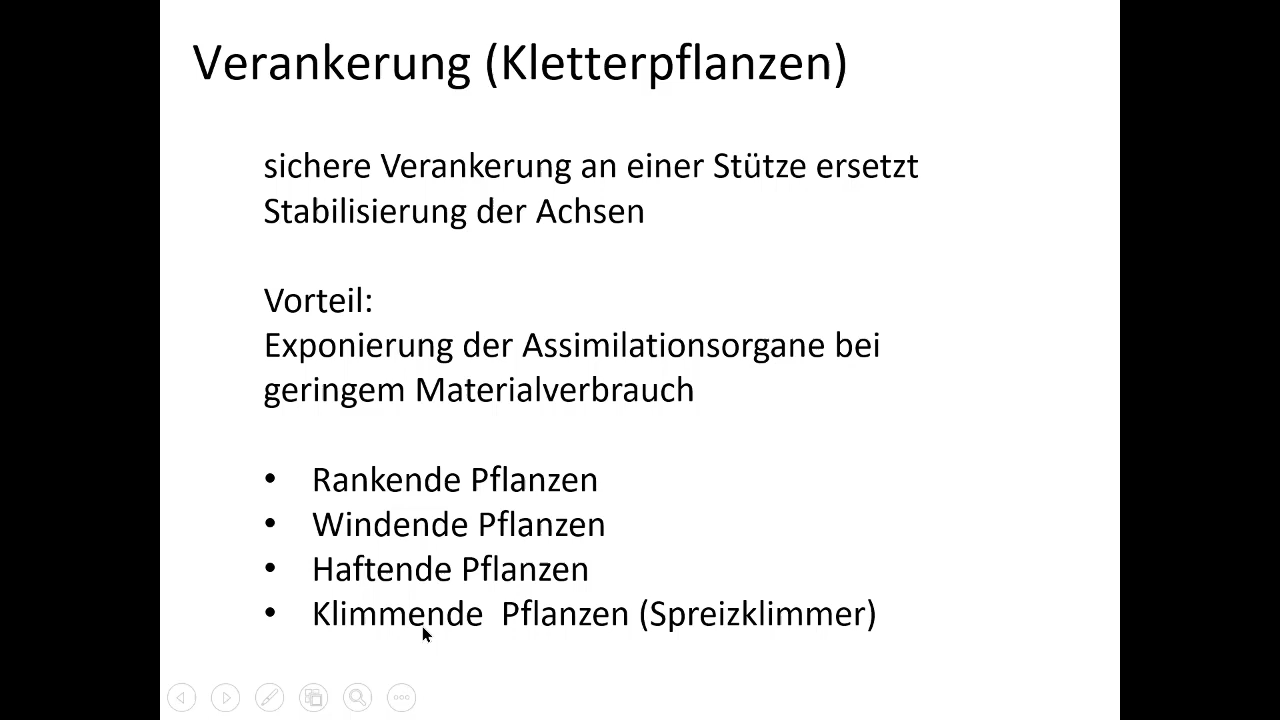 Verankerung (Kletterpflanzen)
sichere Verankerung an einer Stütze ersetzt
Stabilisierung der Achsen
Vorteil:
Exponierung der Assimilationsorgane bei
geringem Materialverbrauch
• Rankende Pflanzen
• Windende Pflanzen
• Haftende Pflanzen
• Klimmende  Pflanzen (Spreizklimmer)